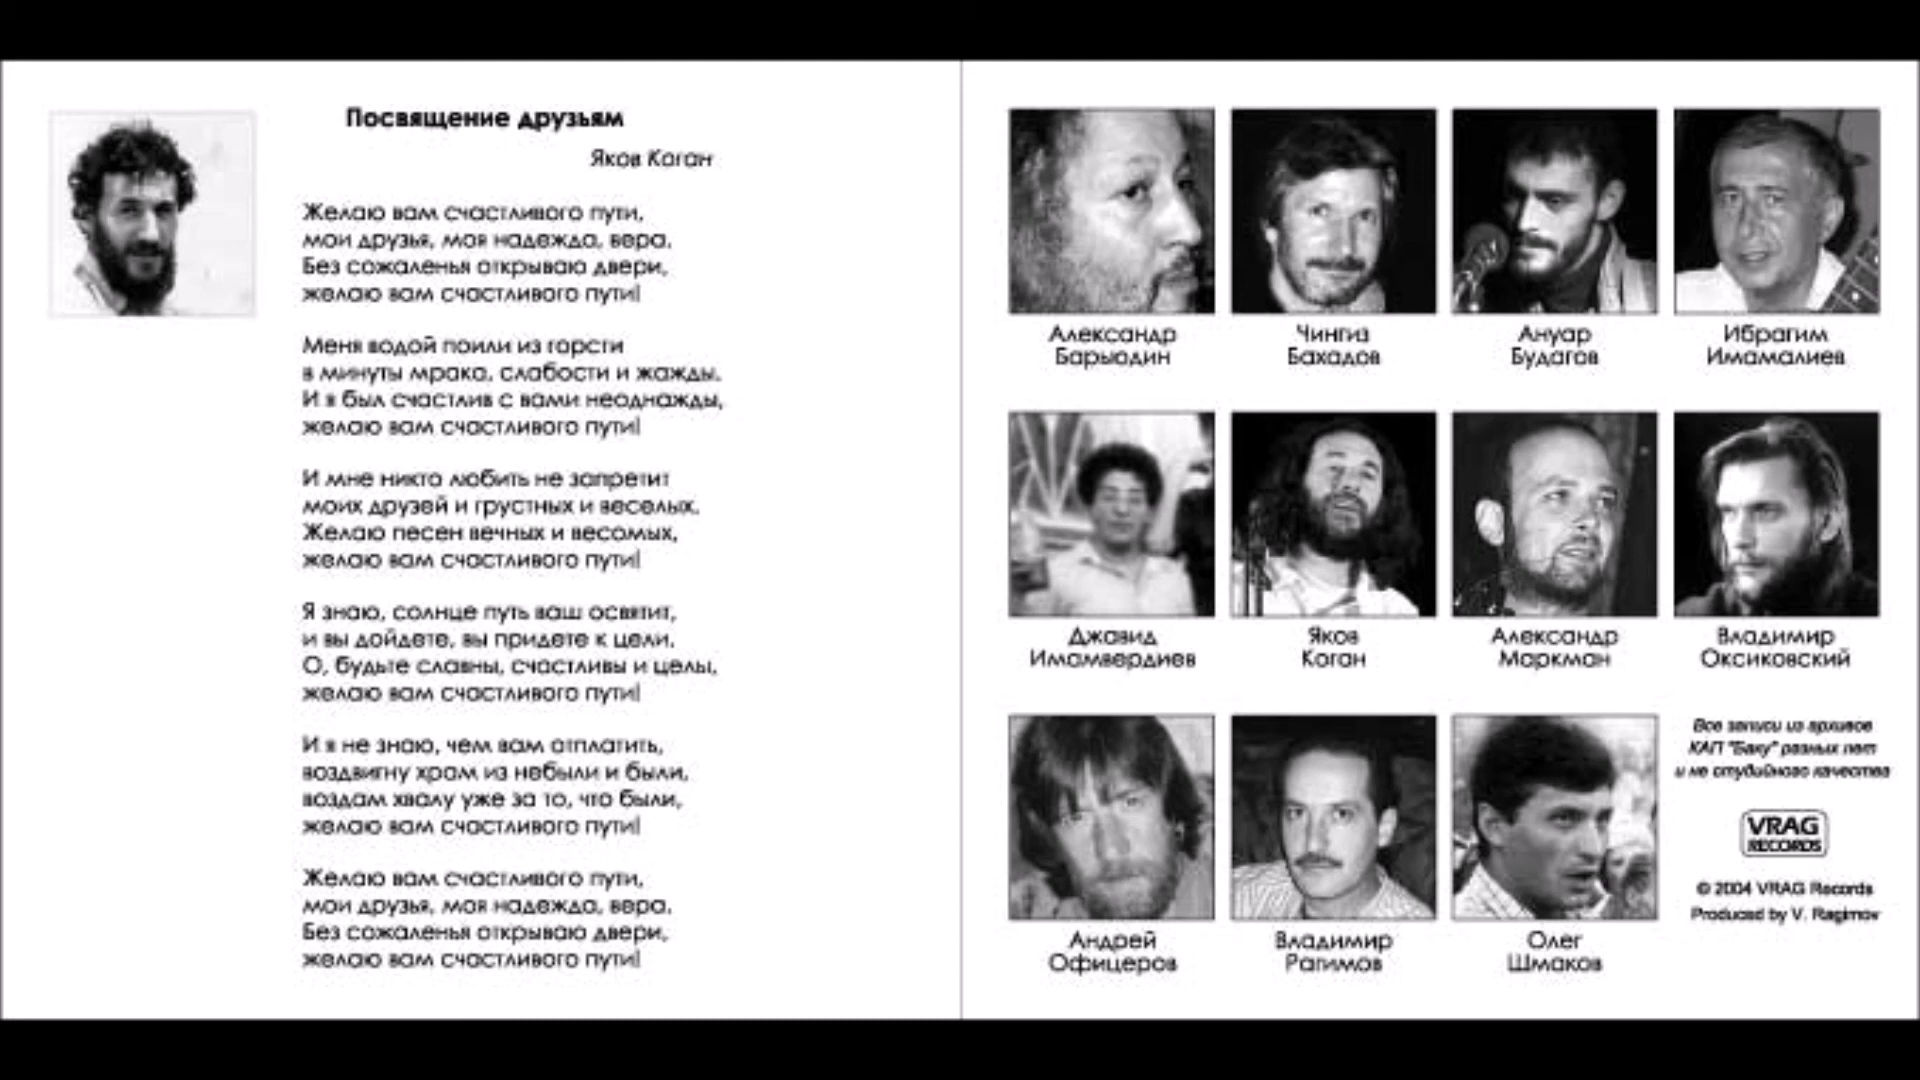 Посвящение друзьям
Яков Коган
Желаю вам счастливого пути,
мои друзья, моя надежда, вера.
Без сожаленья открываю двери,
желаю вам счастливого пути!
Меня водой поили из горсти
в минуты мрака, слабости и жажды.
И я был счастлив с вами неоднажды,
желаю вам счастливого пути!
И мне никто любить не запретит
моих друзей и грустных и веселых.
Желаю песен вечных и весомых,
желаю вам счастливого пути!
Я знаю, солнце путь ваш осветит,
и вы дойдете, вы придете к цели.
О, будьте славны, счастливы и целы,
желаю вам счастливого пути!
И я не знаю, чем вам отплатить,
воздвигну храм из небыли и были,
воздам хвалу уже за то, что были,
желаю вам счастливого пути!
Желаю вам счастливого пути,
мои друзья, моя надежда, вера.
Без сожаленья открываю двери,
желаю вам счастливого пути!
Александр
Барьюдин
Чингиз
Бахадов
Ануар
Будагов
Ибрагим
Имамалиев
Джавид
Имамвердиев
Яков
Коган
Александр
Маркман
Владимир
Оксиковский
Андрей
Офицеров
Владимир
Рагимов
Олег
Шмаков
Все записи из архивов
КАП "Баку" разных лет
и не студийного качества
VRAG
RECORDS
© 2004 VRAG Records
Produced by V. Ragimov